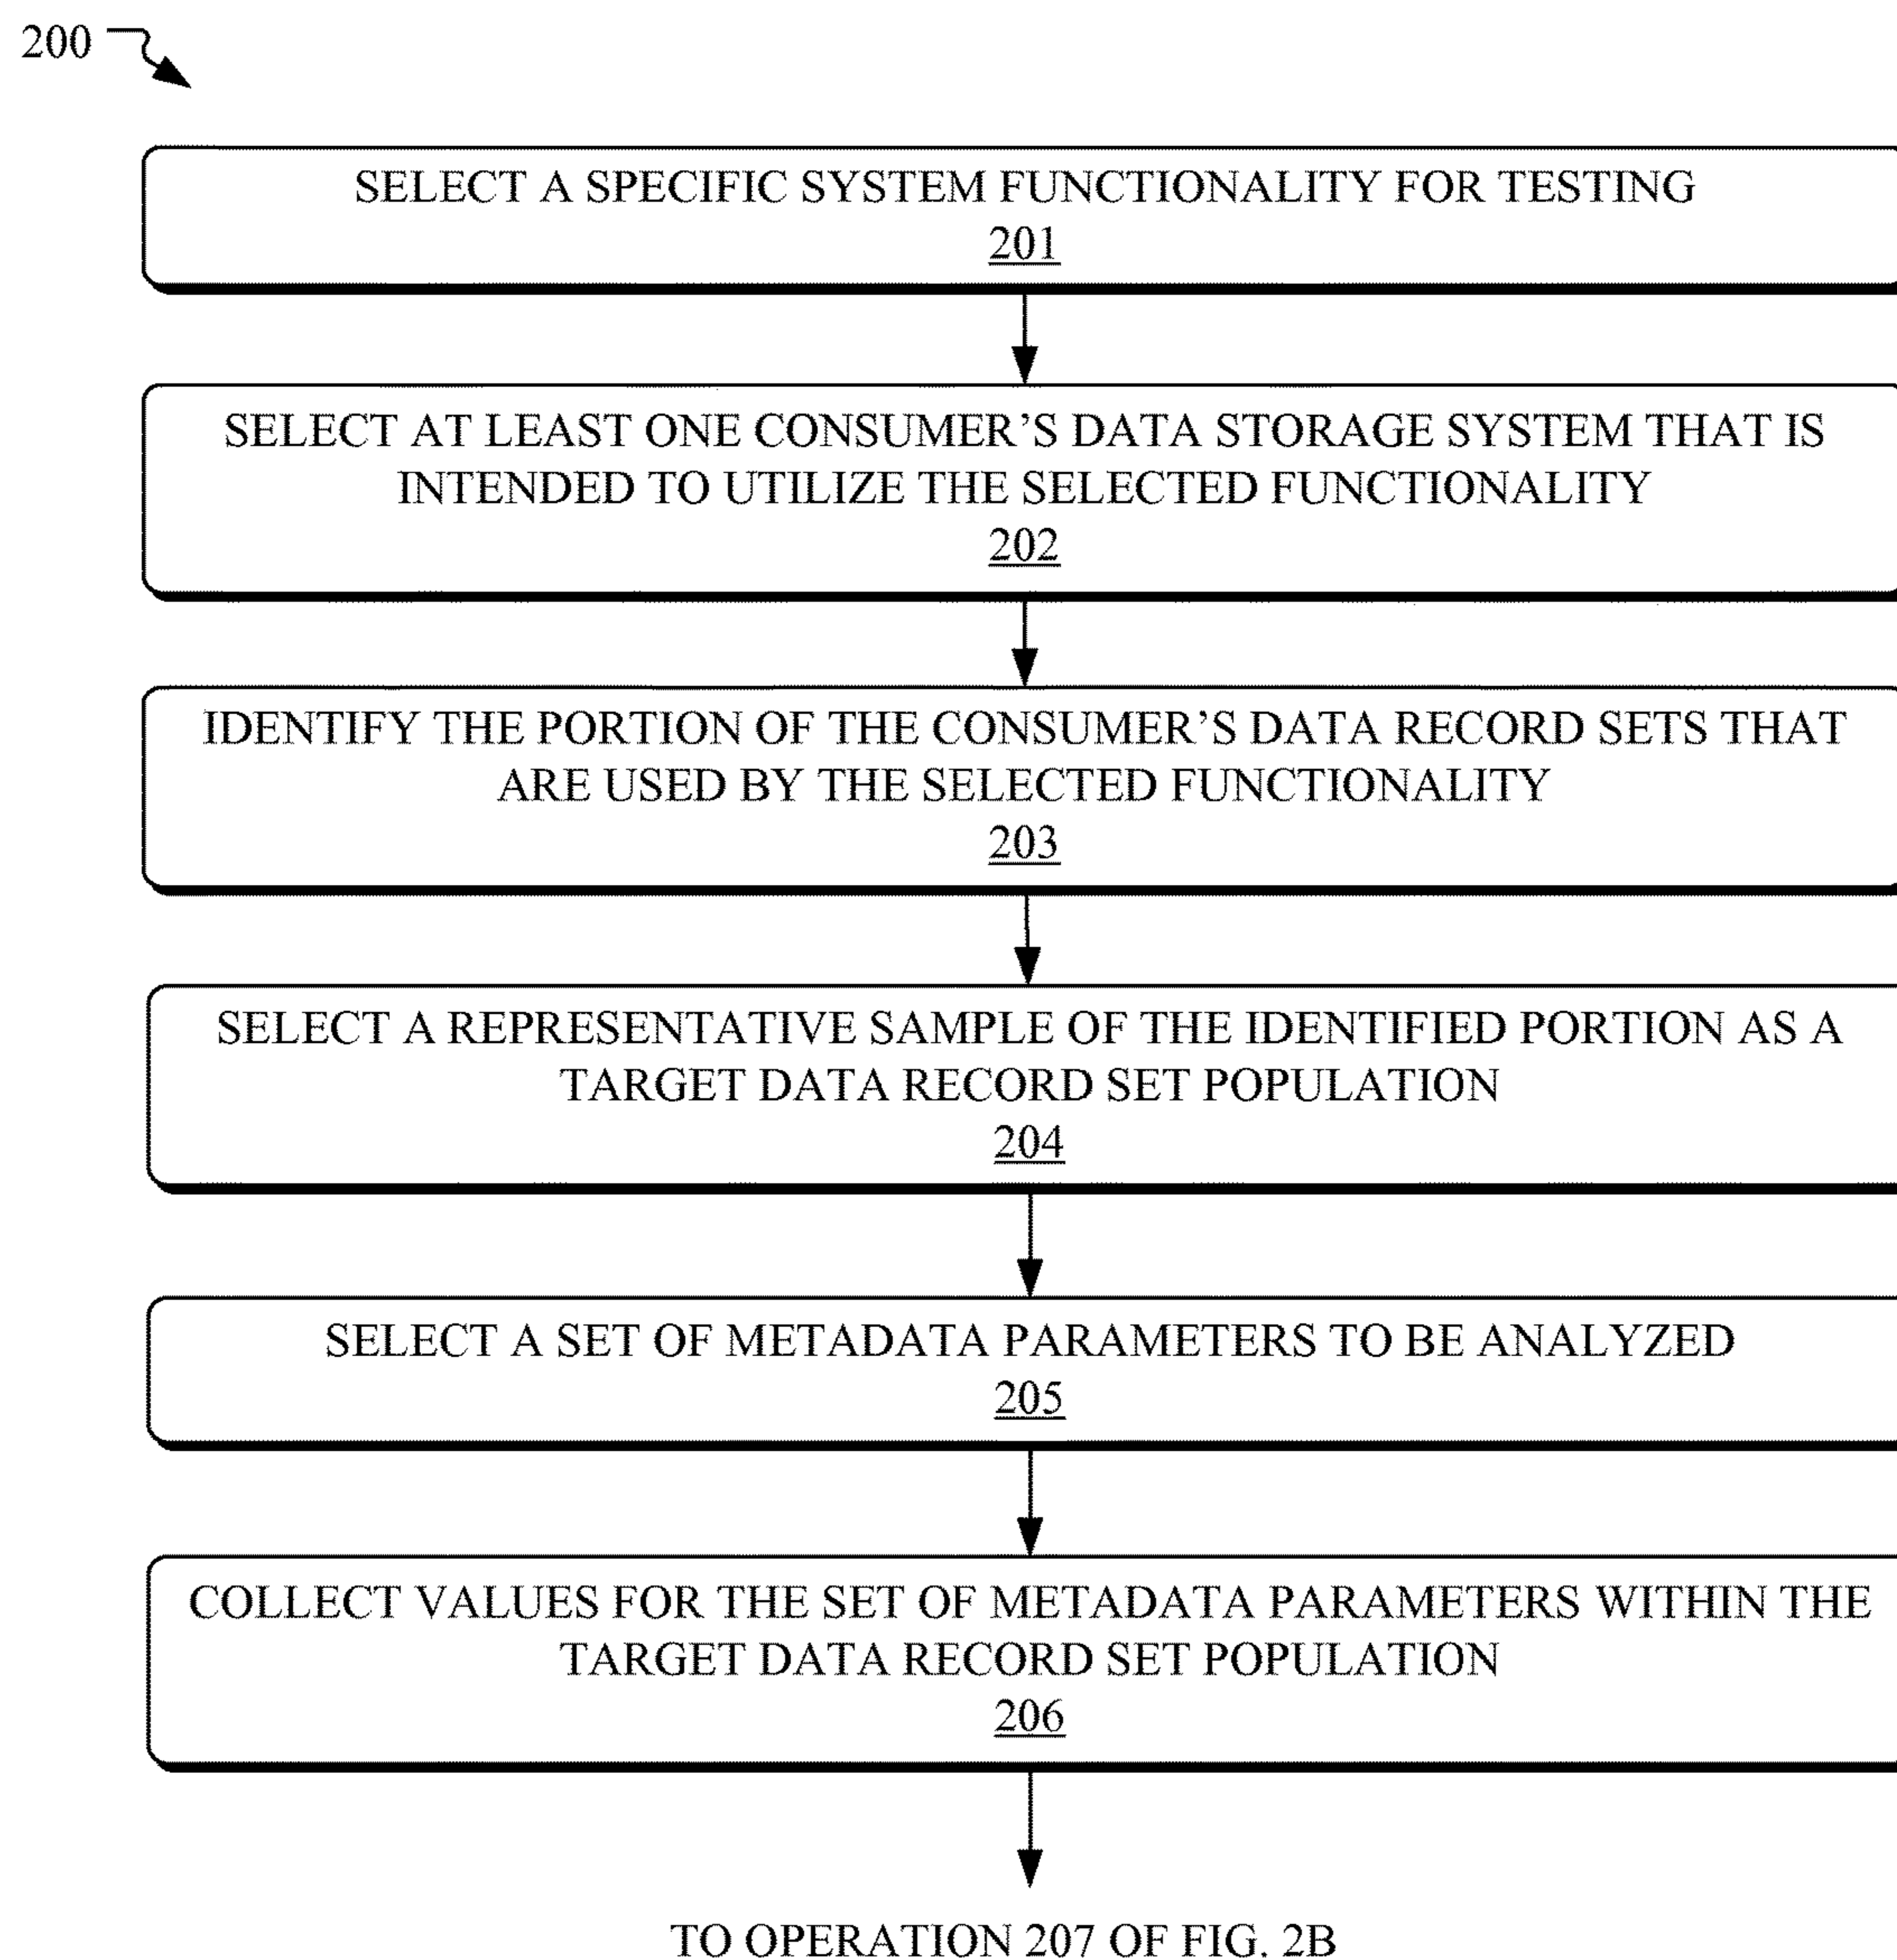 200
SELECT A SPECIFIC SYSTEM FUNCTIONALITY FOR TESTING
201
SELECT AT LEAST ONE CONSUMER’S DATA STORAGE SYSTEM THAT IS
INTENDED TO UTILIZE THE SELECTED FUNCTIONALITY
202
IDENTIFY THE PORTION OF THE CONSUMER’S DATA RECORD SETS THAT
ARE USED BY THE SELECTED FUNCTIONALITY
203
SELECT A REPRESENTATIVE SAMPLE OF THE IDENTIFIED PORTION AS A
TARGET DATA RECORD SET POPULATION
204
SELECT A SET OF METADATA PARAMETERS TO BE ANALYZED
205
COLLECT VALUES FOR THE SET OF METADATA PARAMETERS WITHIN THE
TARGET DATA RECORD SET POPULATION
206
TO OPERATION 207 OF FIG. 2B